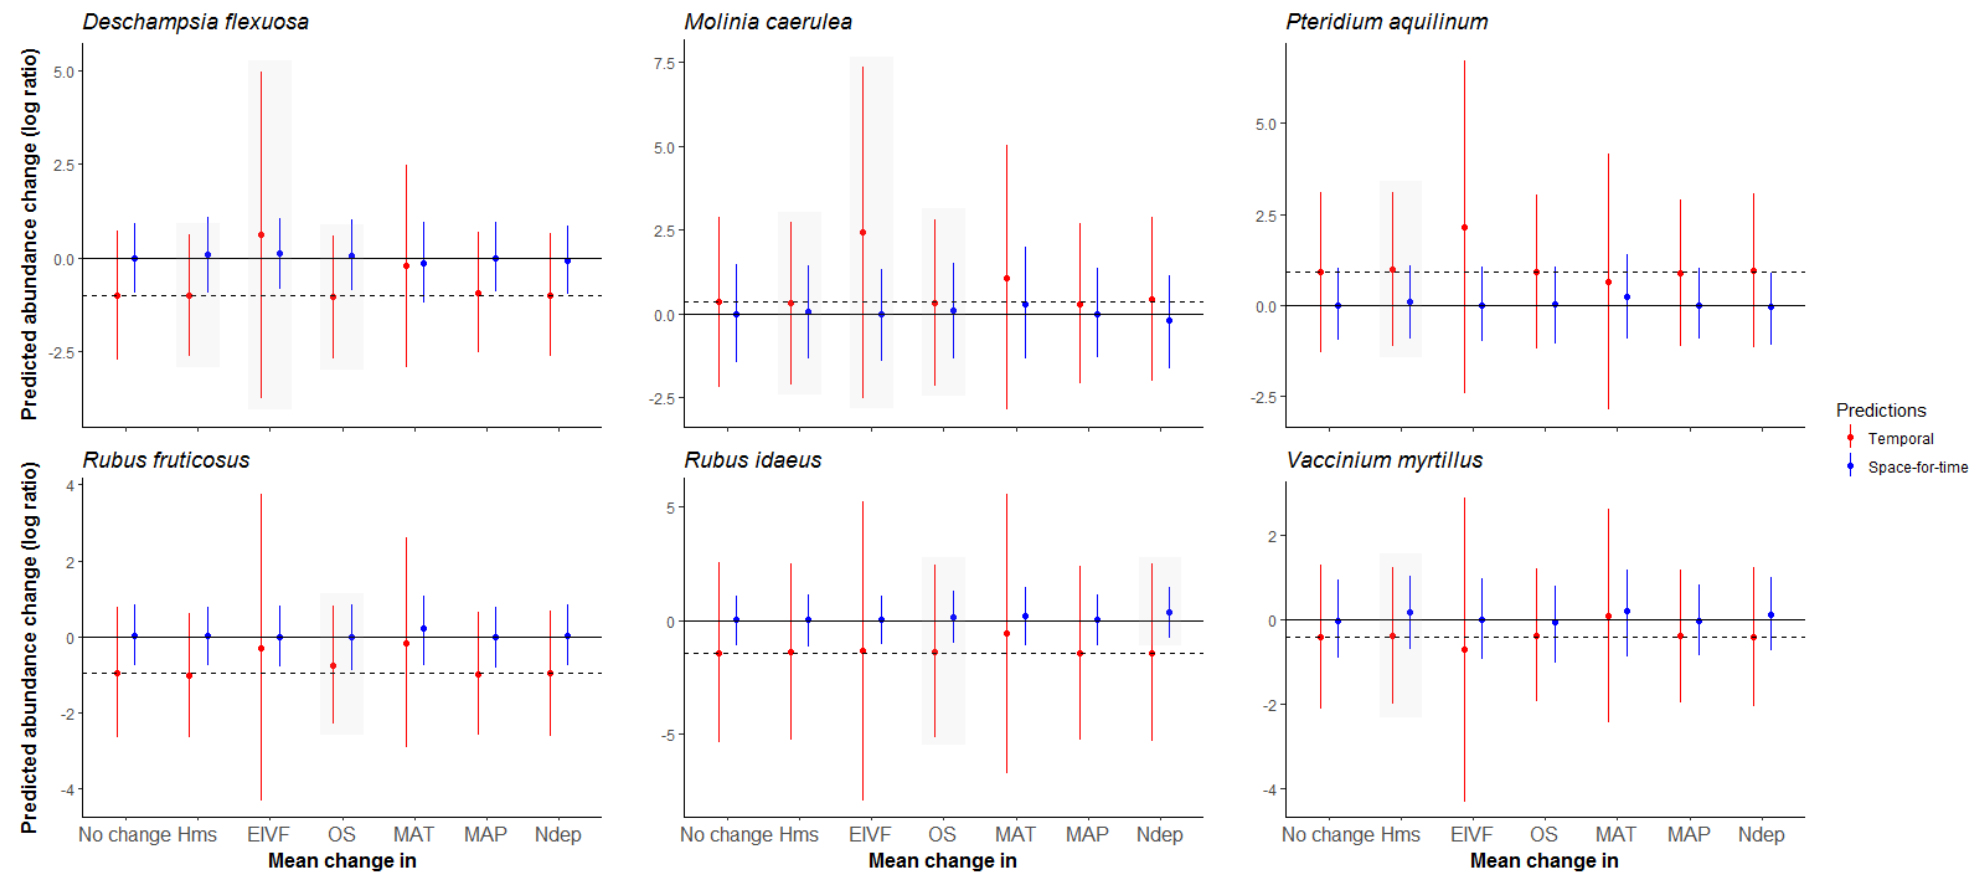 Deschampsia flexuosa
Molinia caerulea
Pteridium aquilinum
Predicted abundance change (log ratio)
5.0
2.5
0.0
-2.5
7.5
5.0
2.5
0.0
-2.5
5.0
2.5
0.0
-2.5
Predictions
Temporal
Space-for-time
Rubus fruticosus
Rubus idaeus
Vaccinium myrtillus
Predicted abundance change (log ratio)
4
2
0
-2
-4
5
0
-5
2
0
-2
-4
No change Hms EIVF OS MAT MAP Ndep
No change Hms EIVF OS MAT MAP Ndep
No change Hms EIVF OS MAT MAP Ndep
Mean change in
Mean change in
Mean change in